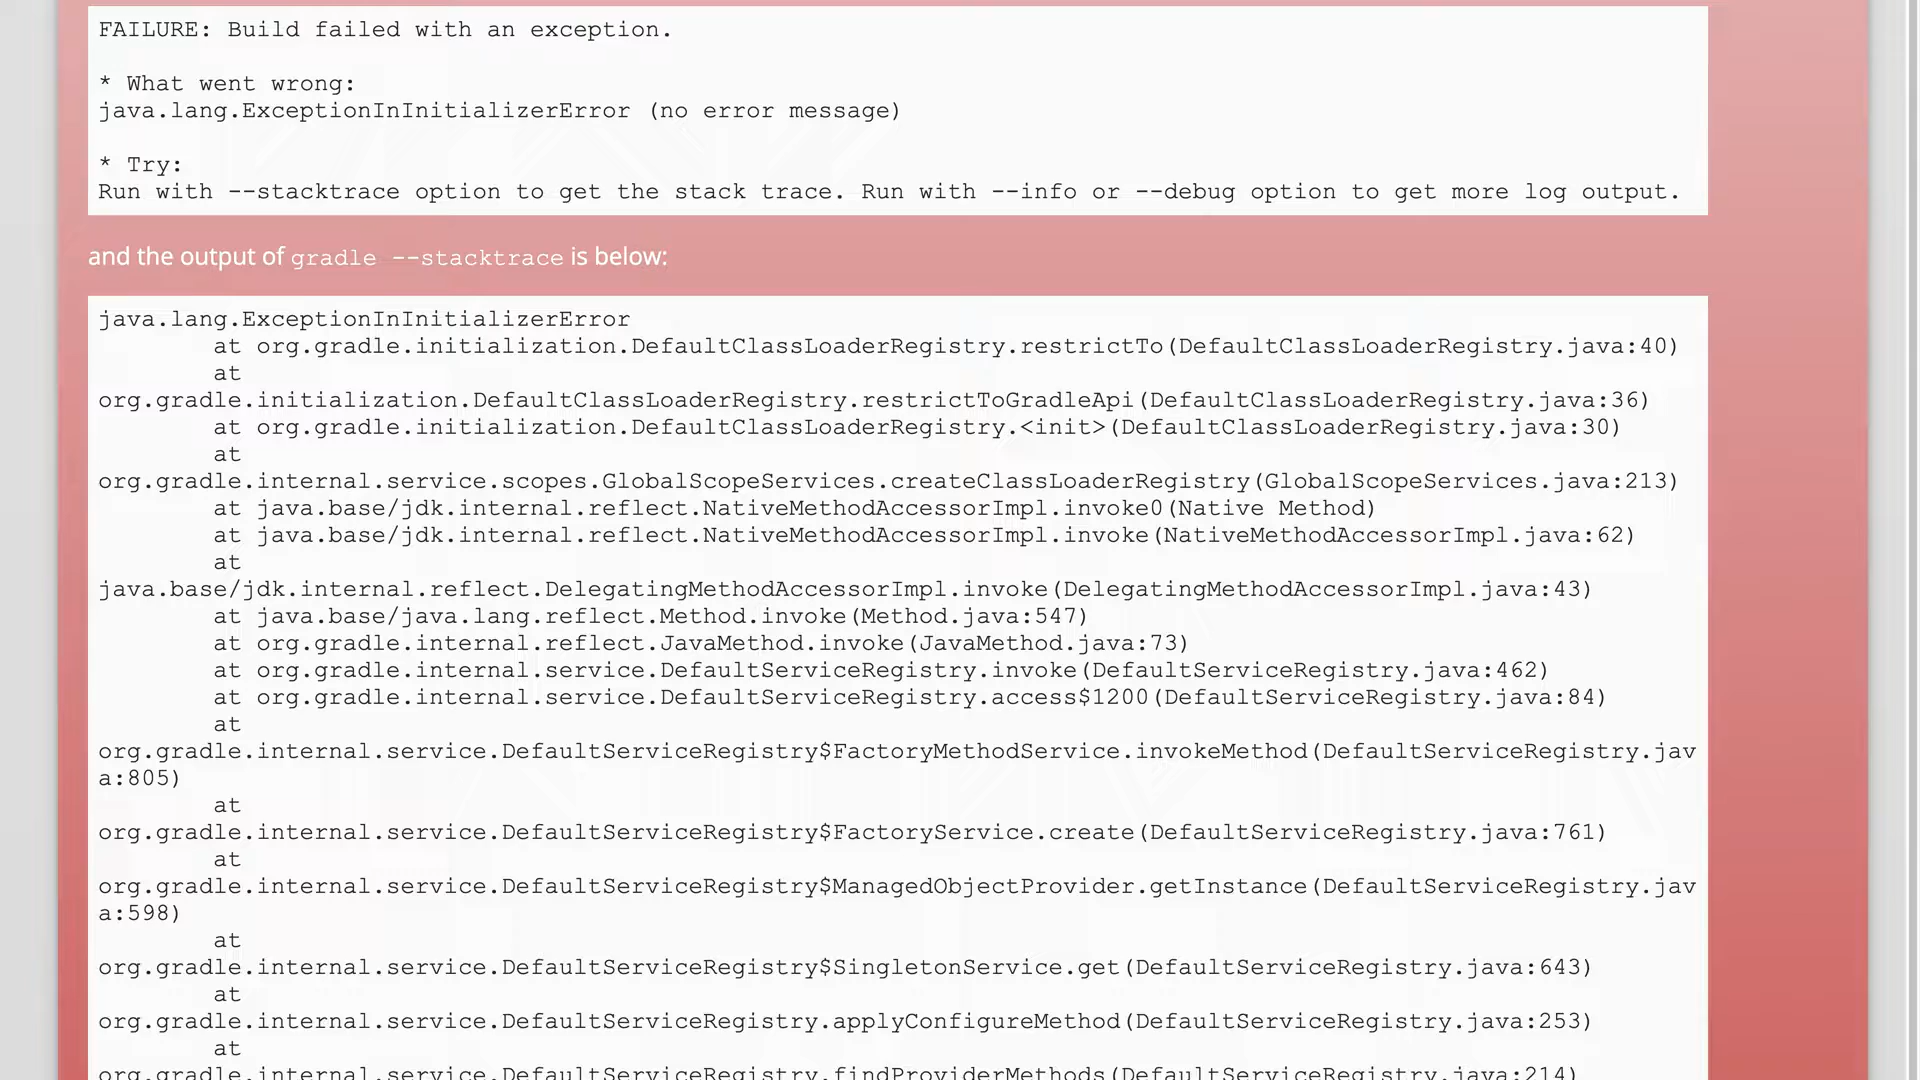 FAILURE: Build failed with an exception.
* What went wrong:
java.lang.ExceptionInInitializerError (no error message)
* Try:
Run with --stacktrace option to get the stack trace. Run with --info or --debug option to get more log output.
and the output of gradle --stacktrace is below:
java.lang.ExceptionInInitializerError
at org.gradle.initialization.DefaultClassLoaderRegistry.restrictTo(DefaultClassLoaderRegistry.java:40)
at
org.gradle.initialization.DefaultClassLoaderRegistry.restrictToGradleApi(DefaultClassLoaderRegistry.java:36)
at org.gradle.initialization.DefaultClassLoaderRegistry.<init>(DefaultClassLoaderRegistry.java:30)
at
org.gradle.internal.service.scopes.GlobalScopeServices.createClassLoaderRegistry(GlobalScopeServices.java:213)
at java.base/jdk.internal.reflect.NativeMethodAccessorImpl.invoke0(Native Method)
at java.base/jdk.internal.reflect.NativeMethodAccessorImpl.invoke(NativeMethodAccessorImpl.java:62)
at
java.base/jdk.internal.reflect.DelegatingMethodAccessorImpl.invoke(DelegatingMethodAccessorImpl.java:43)
at java.base/java.lang.reflect.Method.invoke(Method.java:547)
at org.gradle.internal.reflect.JavaMethod.invoke(JavaMethod.java:73)
at org.gradle.internal.service.DefaultServiceRegistry.invoke(DefaultServiceRegistry.java:462)
at org.gradle.internal.service.DefaultServiceRegistry.access$1200(DefaultServiceRegistry.java:84)
at
org.gradle.internal.service.DefaultServiceRegistry$FactoryMethodService.invokeMethod(DefaultServiceRegistry.jav
a:805)
at
org.gradle.internal.service.DefaultServiceRegistry$FactoryService.create(DefaultServiceRegistry.java:761)
at
org.gradle.internal.service.DefaultServiceRegistry$ManagedObjectProvider.getInstance(DefaultServiceRegistry.jav
a:598)
at
org.gradle.internal.service.DefaultServiceRegistry$SingletonService.get(DefaultServiceRegistry.java:643)
at
org.gradle.internal.service.DefaultServiceRegistry.applyConfigureMethod(DefaultServiceRegistry.java:253)
at
org.gradle.internal.service.DefaultServiceRegistry.findProviderMethods(DefaultServiceRegistry.java:214)